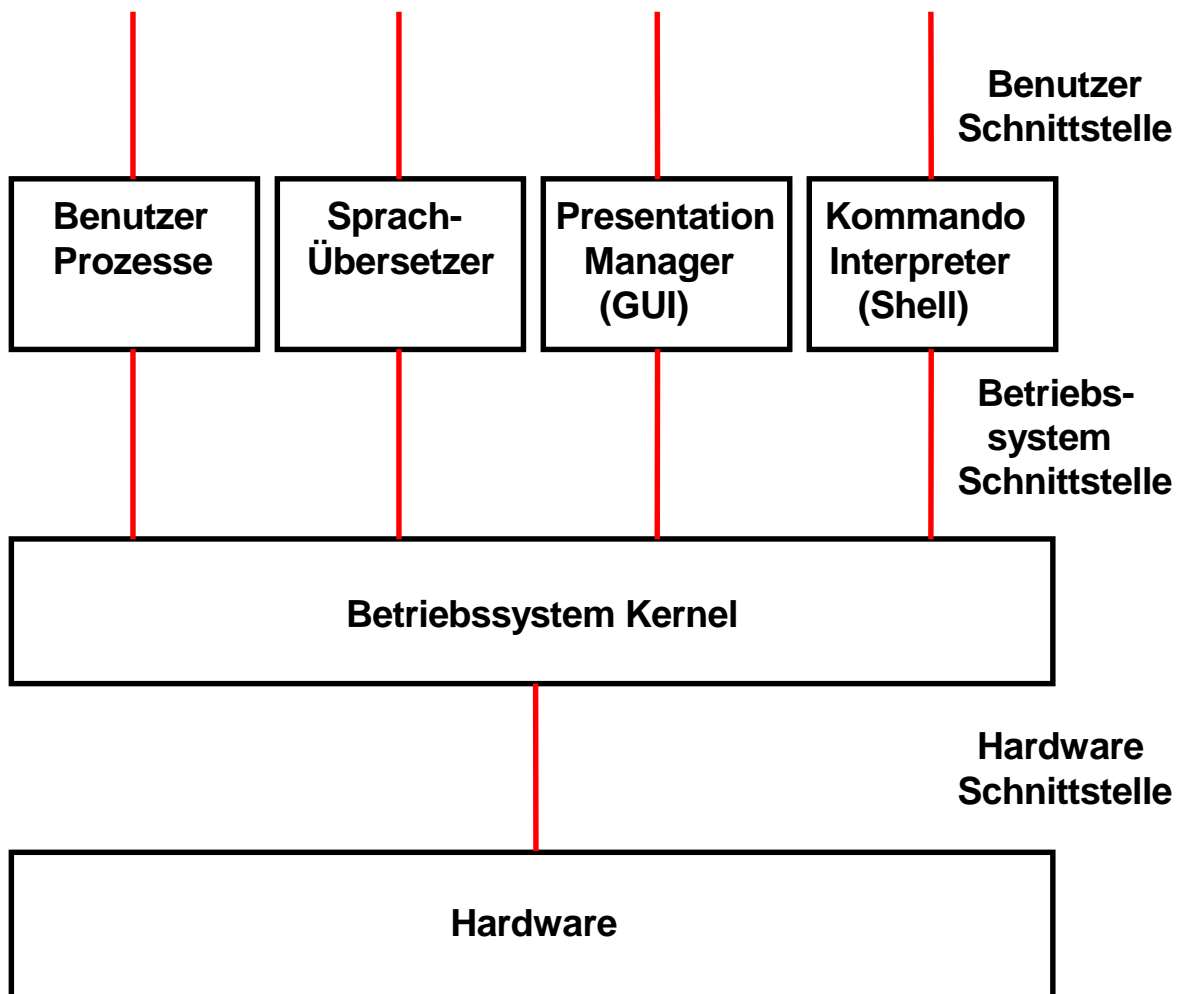 Benutzer
Schnittstelle
Benutzer
Prozesse
Sprach-
Übersetzer
Presentation
Manager
(GUI)
Kommando
Interpreter
(Shell)
Betriebs-
system
Schnittstelle
Betriebssystem Kernel
Hardware
Schnittstelle
Hardware